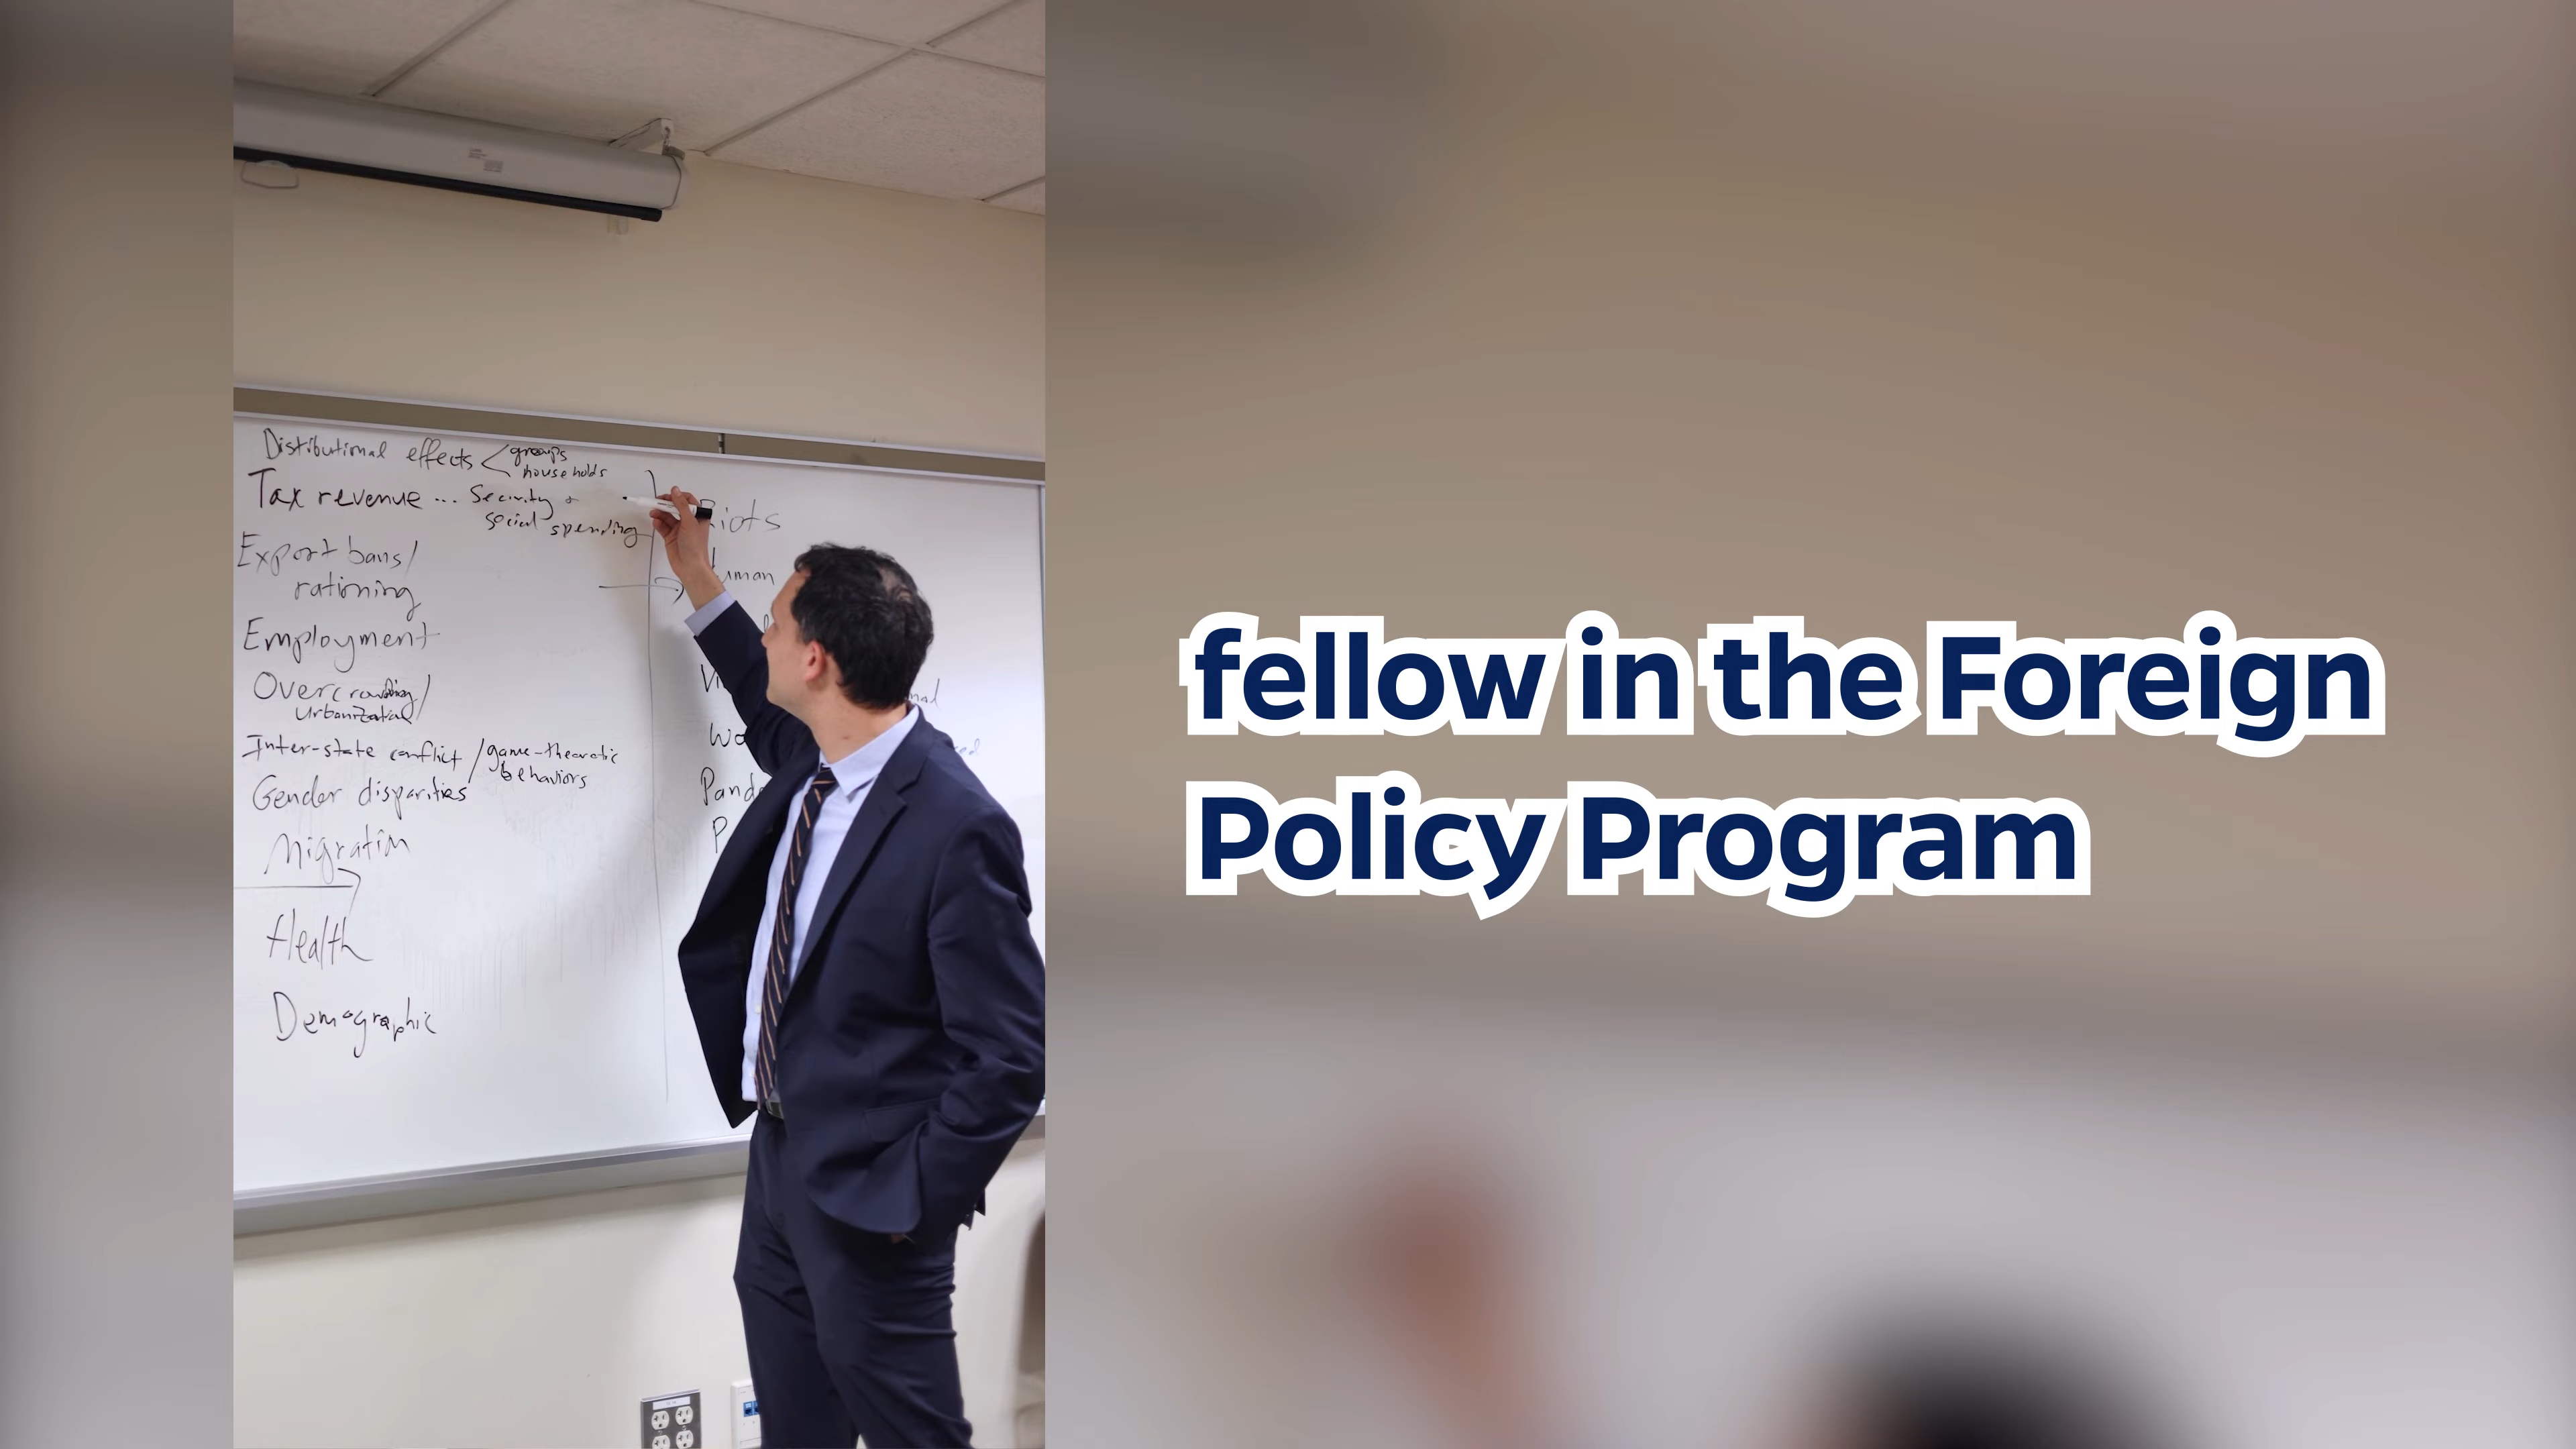 Distributional effects < groups
households
Tax revenue ... Security +
social spending
Export bans/
rationing
Employment
Overcrowding/
urbanization
Inter-state conflict / game-theoretic
behaviors
Gender disparities
Migration
Health
Demographic
Riots
fellow in the Foreign
Policy Program